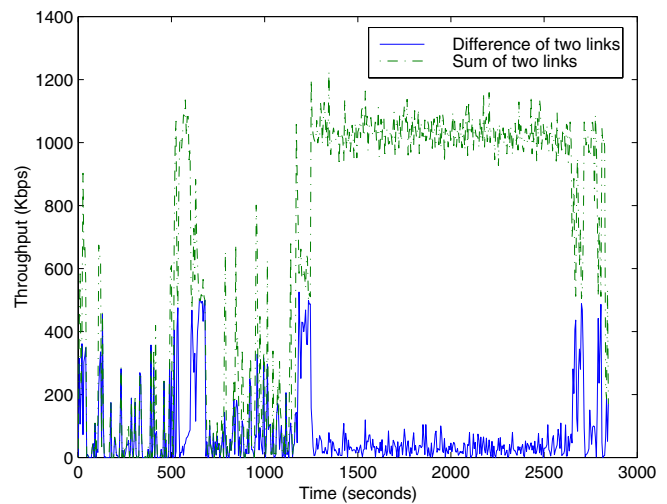 1400
1200
1000
800
600
400
200
0
Throughput (Kbps)
Difference of two links
Sum of two links
0 500 1000 1500 2000 2500 3000
Time (seconds)